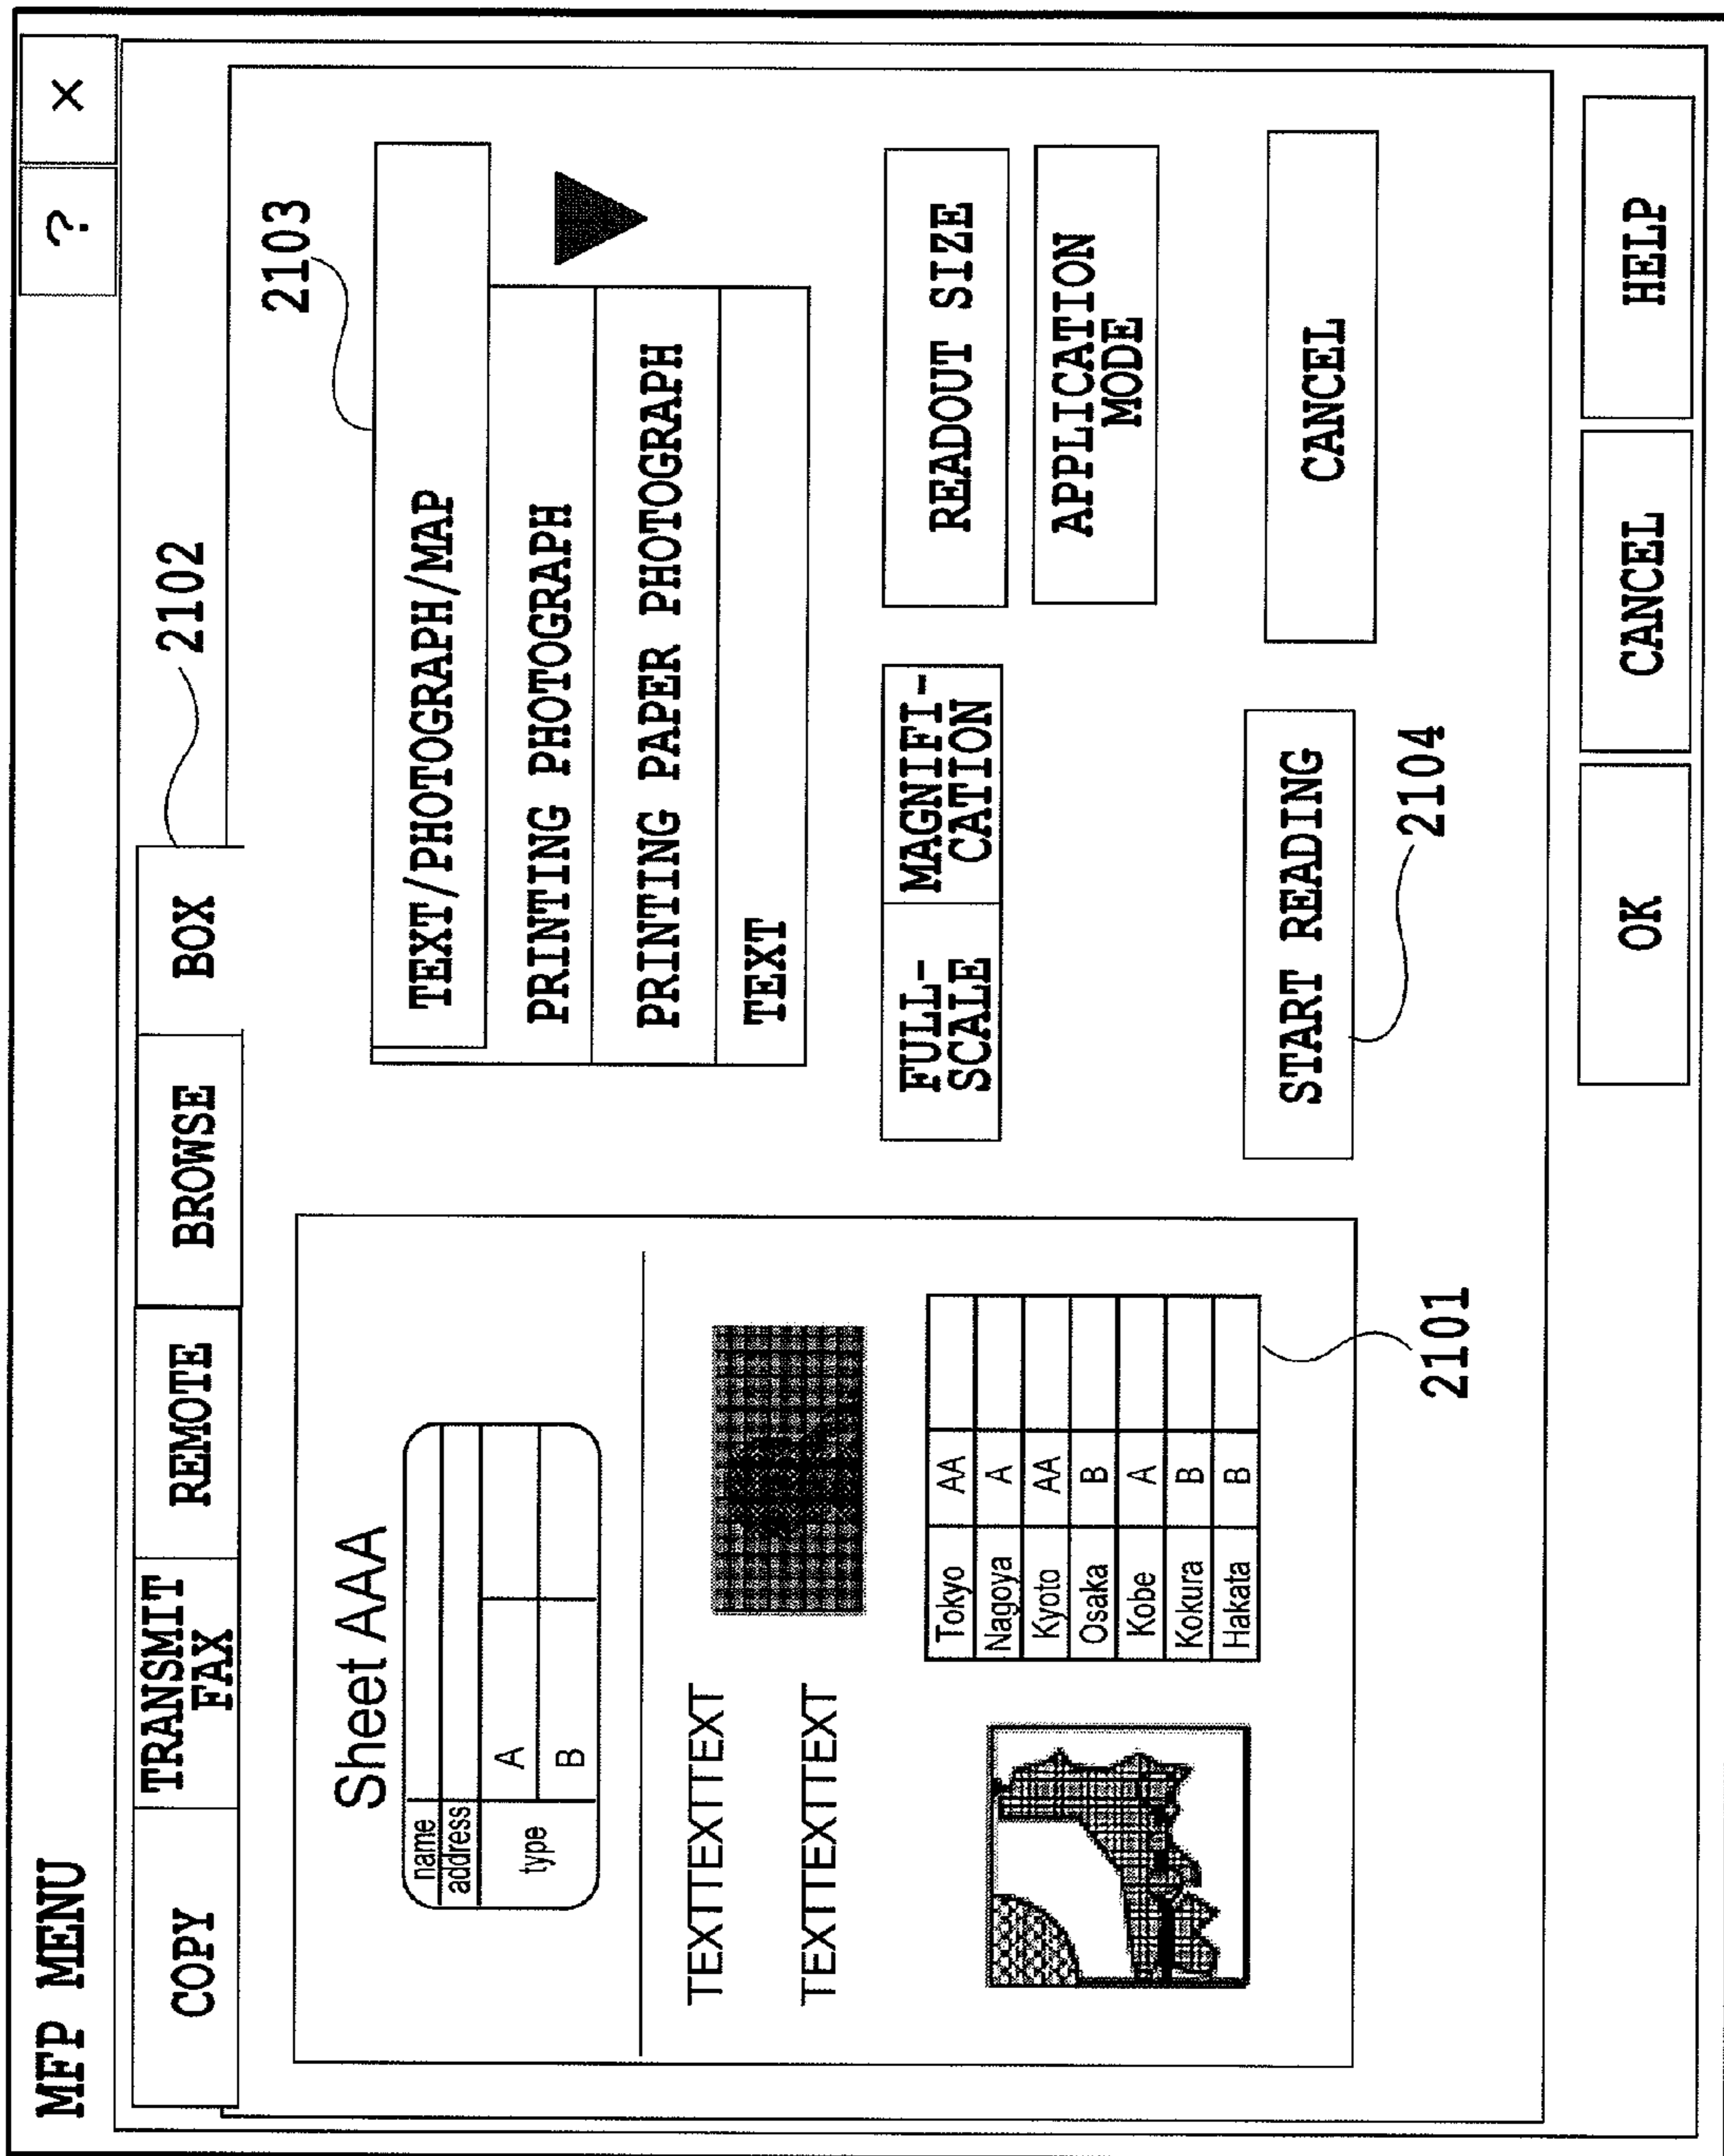 MFP MENU
? ×
COPY
TRANSMIT
FAX
REMOTE
BROWSE
BOX
2102
Sheet AAA
name
address
type
A
B
TEXTTEXTTEXT
TEXTTEXTTEXT
Tokyo AA
Nagoya A
Kyoto AA
Osaka B
Kobe A
Kokura B
Hakata B
2101
2103
TEXT/PHOTOGRAPH/MAP
PRINTING PHOTOGRAPH
PRINTING PAPER PHOTOGRAPH
TEXT
FULL-
SCALE
MAGNIFI-
CATION
READOUT SIZE
APPLICATION
MODE
START READING
CANCEL
2104
OK
CANCEL
HELP